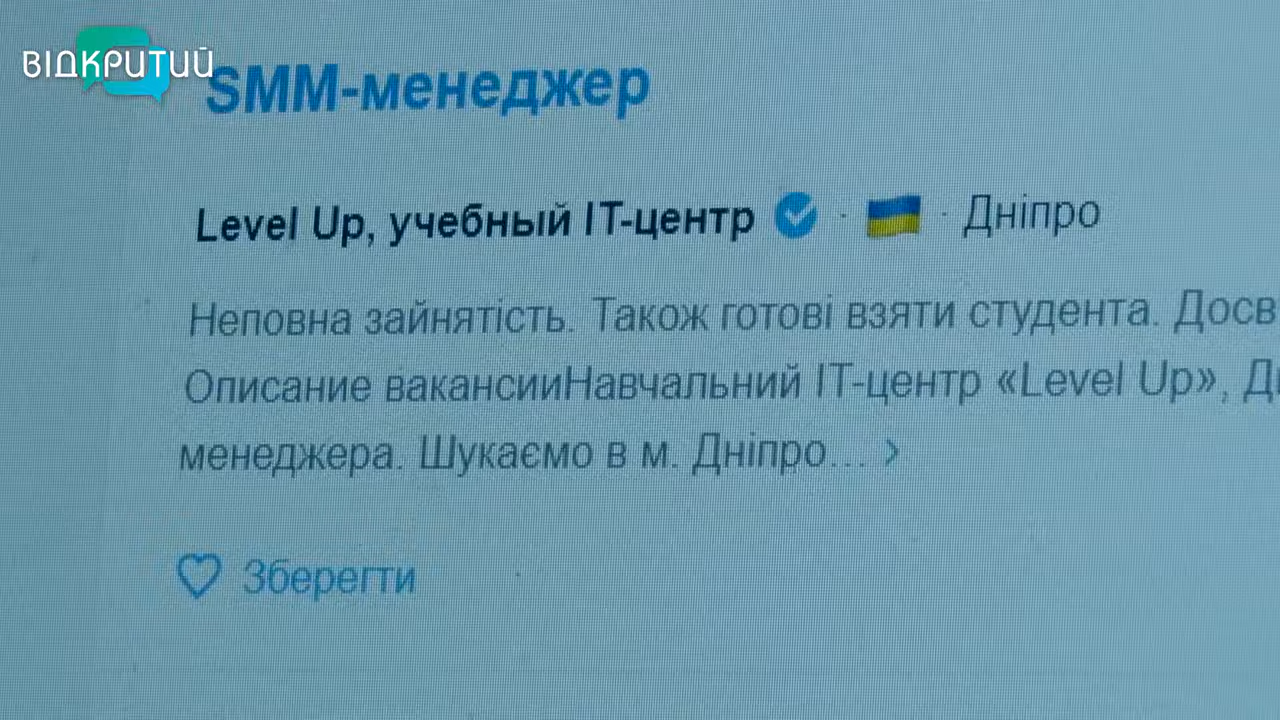 ВІДКРИТИЙ
SMM-менеджер
Level Up, учебный IT-центр · · Дніпро
Неповна зайнятість. Також готові взяти студента. Досв
Описание вакансииНавчальний IT-центр «Level Up», Д
менеджера. Шукаємо в м. Дніпро... >
Зберегти